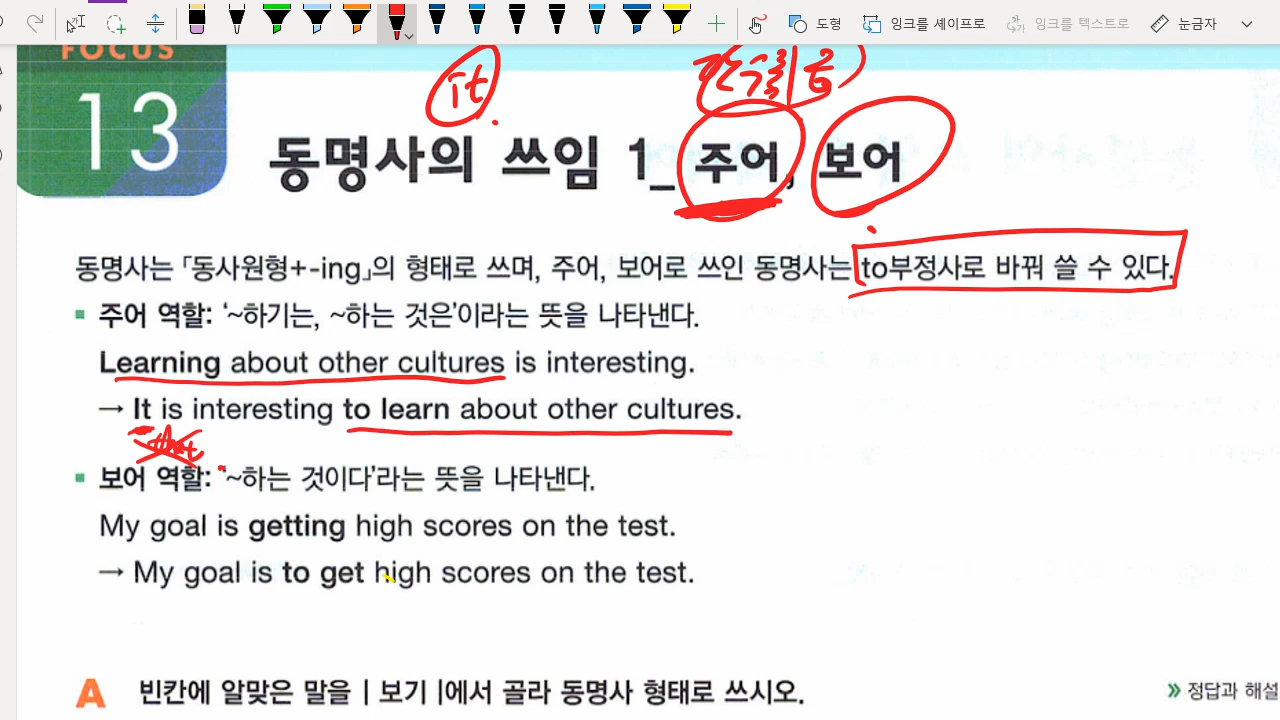 도형 잉크를 셰이프로 잉크를 텍스트로 눈금자
FOCUS
13
it
동명사의 쓰임 1_ 주어, 보어
동명사는 「동사원형+-ing」의 형태로 쓰며, 주어, 보어로 쓰인 동명사는 to부정사로 바꿔 쓸 수 있다.
주어 역할: '~하기는, ~하는 것은'이라는 뜻을 나타낸다.
Learning about other cultures is interesting.
→ It is interesting to learn about other cultures.
that
보어 역할: '~하는 것이다'라는 뜻을 나타낸다.
My goal is getting high scores on the test.
→ My goal is to get high scores on the test.
A 빈칸에 알맞은 말을 | 보기 |에서 골라 동명사 형태로 쓰시오.
» 정답과 해설